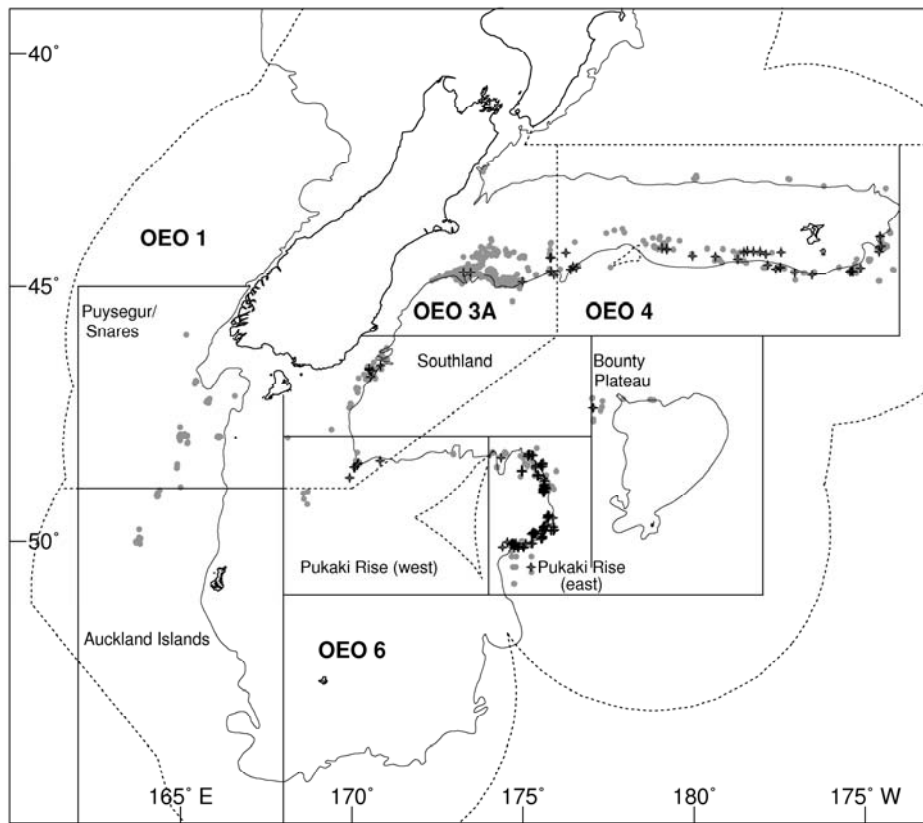 40°
OEO 1
45°
Puysegur/
Snares
OEO 3A
OEO 4
Southland
Bounty
Plateau
50°
Pukaki Rise (west)
Pukaki Rise
(east)
Auckland Islands
OEO 6
165° E
170°
175°
180°
175° W